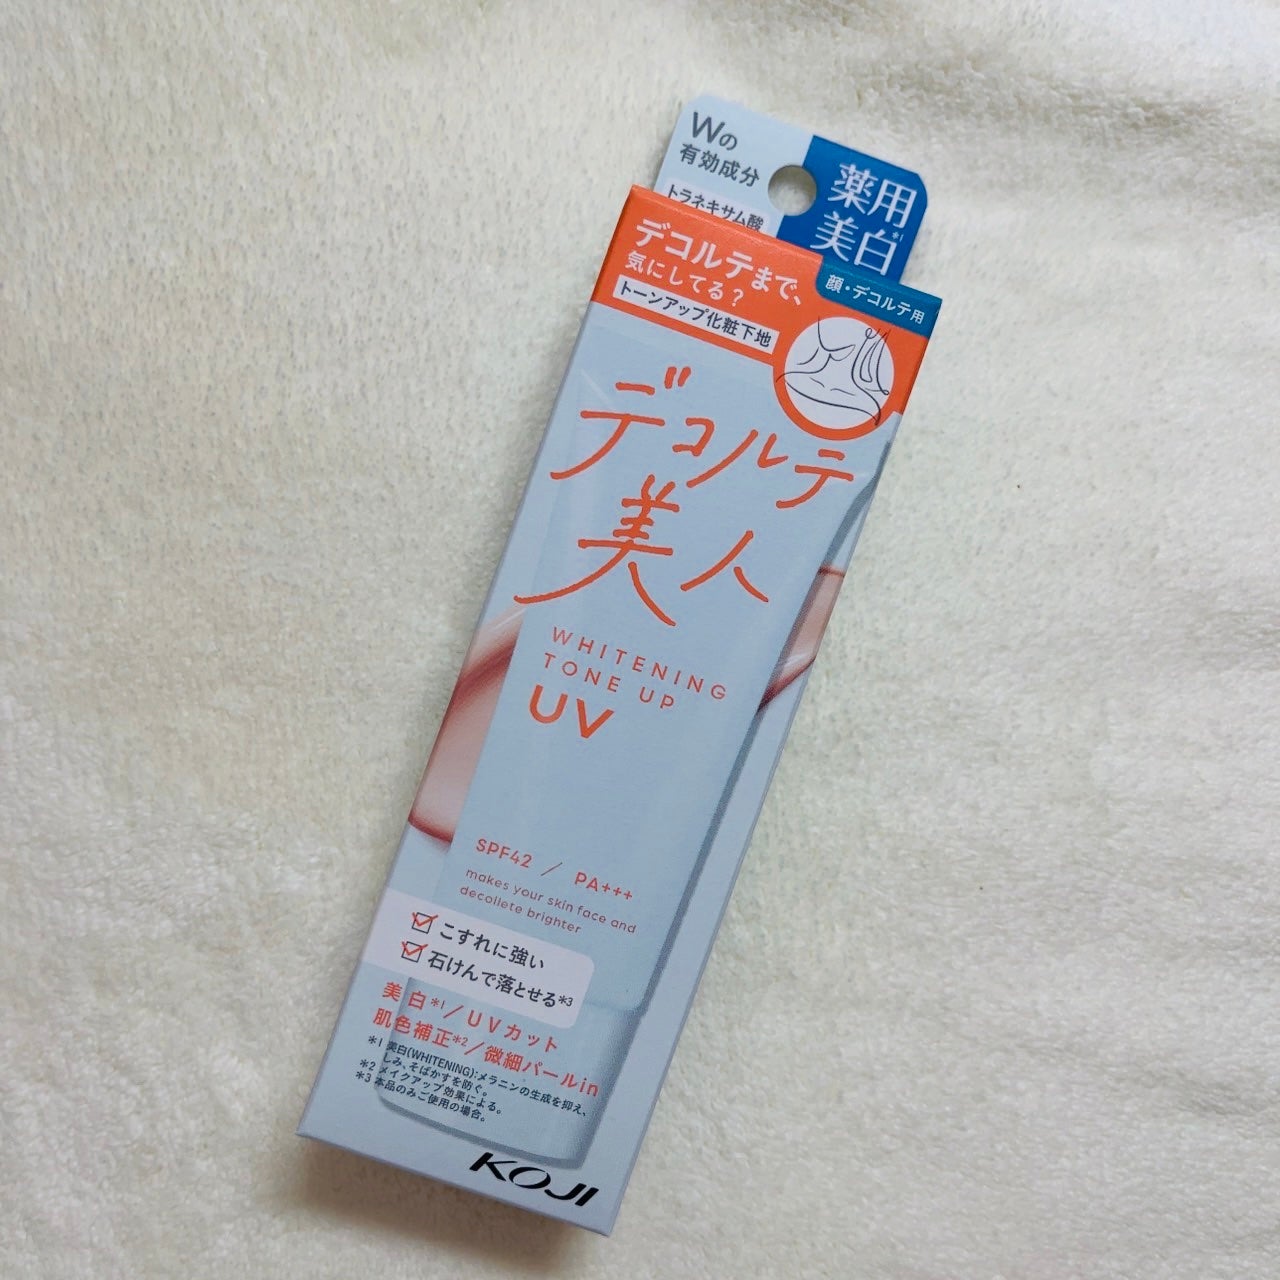 Wの
有効成分
トラネキサム酸
薬用
美白*1
デコルテまで、
気にしてる?
トーンアップ化粧下地
顔・デコルテ用
デコルテ
美人
WHITENING
TONE UP
UV
SPF42 / PA+++
makes your skin face and
decollete brighter
こすれに強い
石けんで落とせる*3
美白*1/UVカット
肌色補正*2/微細パールin
*1 美白(WHITENING):メラニンの生成を抑え、
しみ、そばかすを防ぐ。
*2 メイクアップ効果による。
*3 本品のみご使用の場合。
KOJI